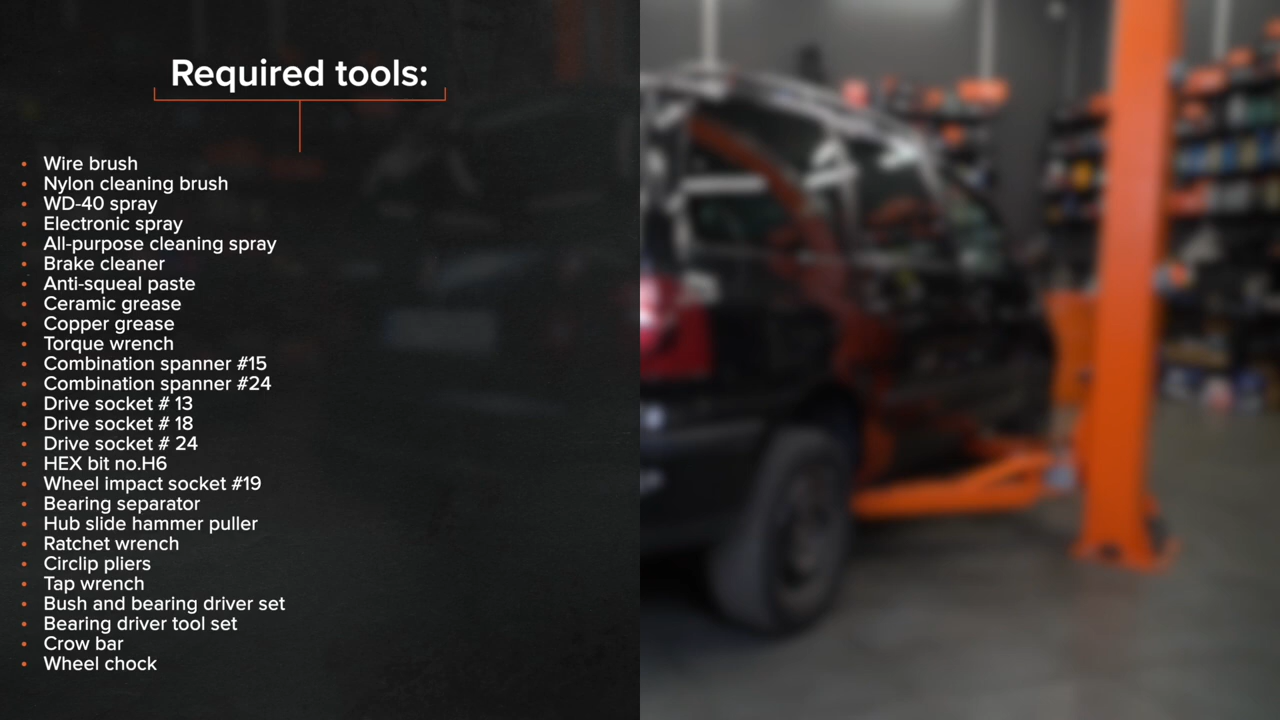 Required tools:
• Wire brush
• Nylon cleaning brush
• WD-40 spray
• Electronic spray
• All-purpose cleaning spray
• Brake cleaner
• Anti-squeal paste
• Ceramic grease
• Copper grease
• Torque wrench
• Combination spanner #15
• Combination spanner #24
• Drive socket # 13
• Drive socket # 18
• Drive socket # 24
• HEX bit no.H6
• Wheel impact socket #19
• Bearing separator
• Hub slide hammer puller
• Ratchet wrench
• Circlip pliers
• Tap wrench
• Bush and bearing driver set
• Bearing driver tool set
• Crow bar
• Wheel chock